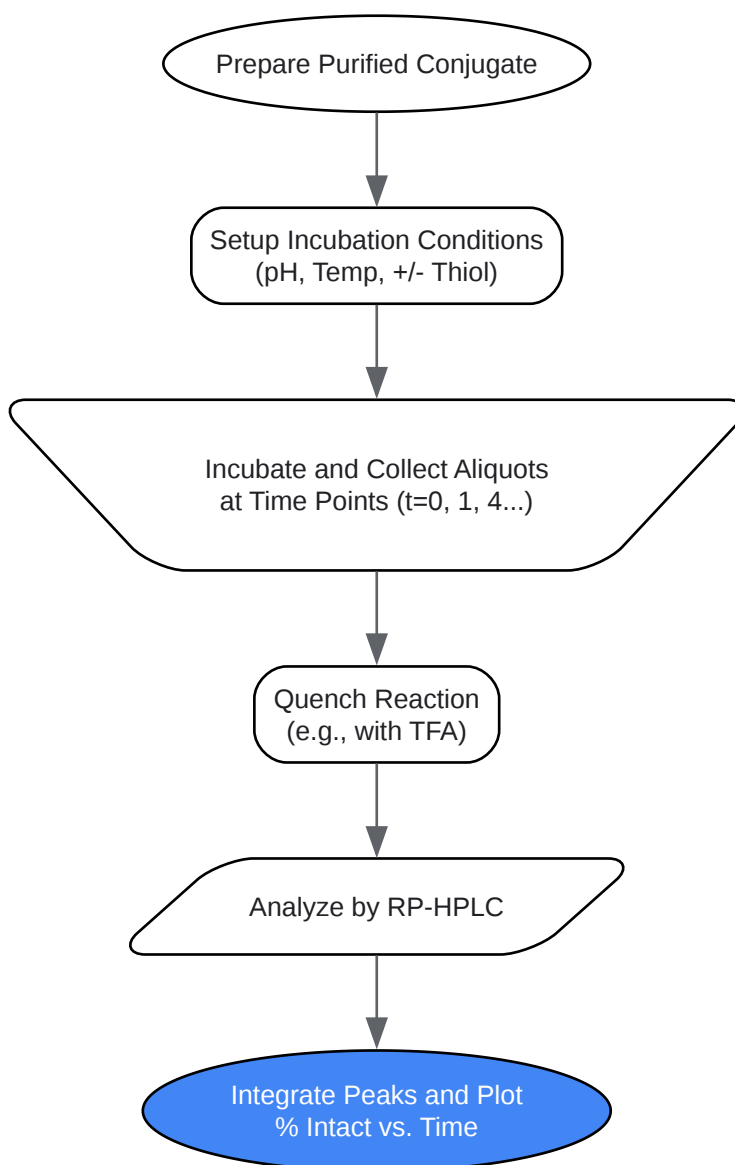 Prepare Purified Conjugate
Setup Incubation Conditions
(pH, Temp, +/- Thiol)
Incubate and Collect Aliquots
at Time Points (t=0, 1, 4...)
Quench Reaction
(e.g., with TFA)
Analyze by RP-HPLC
Integrate Peaks and Plot
% Intact vs. Time